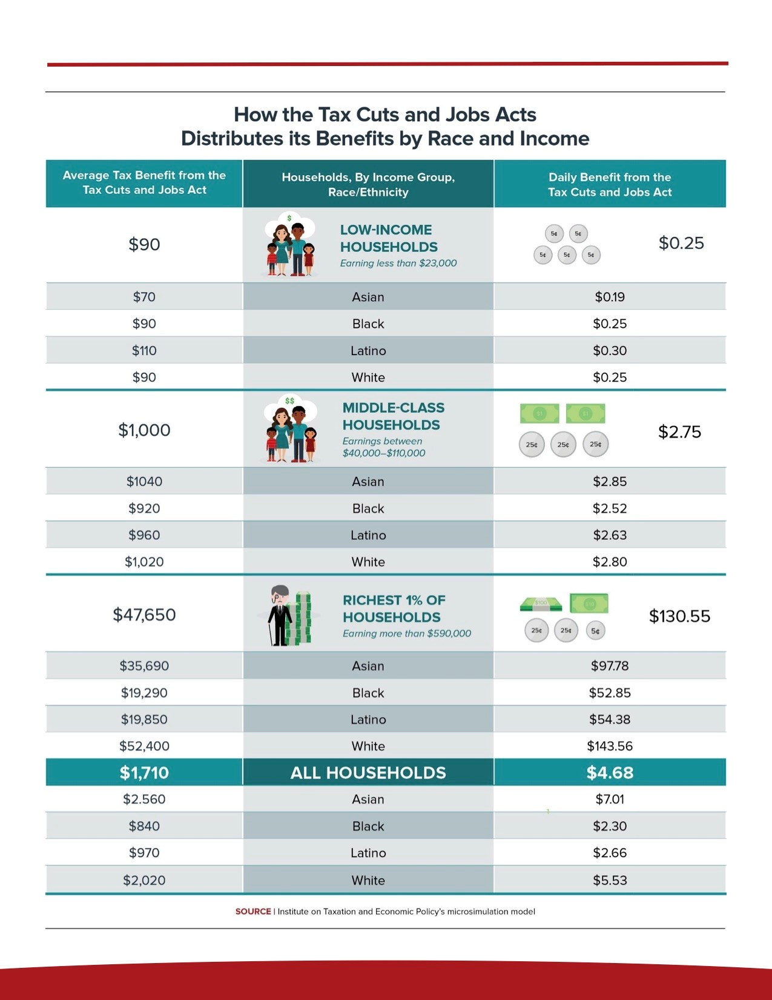 How the Tax Cuts and Jobs Acts
Distributes its Benefits by Race and Income
Average Tax Benefit from the
Tax Cuts and Jobs Act
Households, By Income Group,
Race/Ethnicity
Daily Benefit from the
Tax Cuts and Jobs Act
$90
$
LOW-INCOME
HOUSEHOLDS
Earning less than $23,000
5¢ 5¢
5¢ 5¢ 5¢
$0.25
$70 Asian $0.19
$90 Black $0.25
$110 Latino $0.30
$90 White $0.25
$1,000
$$
MIDDLE-CLASS
HOUSEHOLDS
Earnings between
$40,000–$110,000
$1 $1
25¢ 25¢ 25¢
$2.75
$1040 Asian $2.85
$920 Black $2.52
$960 Latino $2.63
$1,020 White $2.80
$47,650
RICHEST 1% OF
HOUSEHOLDS
Earning more than $590,000
$100
25¢ 25¢ 5¢
$130.55
$35,690 Asian $97.78
$19,290 Black $52.85
$19,850 Latino $54.38
$52,400 White $143.56
$1,710 ALL HOUSEHOLDS $4.68
$2.560 Asian $7.01
$840 Black $2.30
$970 Latino $2.66
$2,020 White $5.53
SOURCE | Institute on Taxation and Economic Policy's microsimulation model